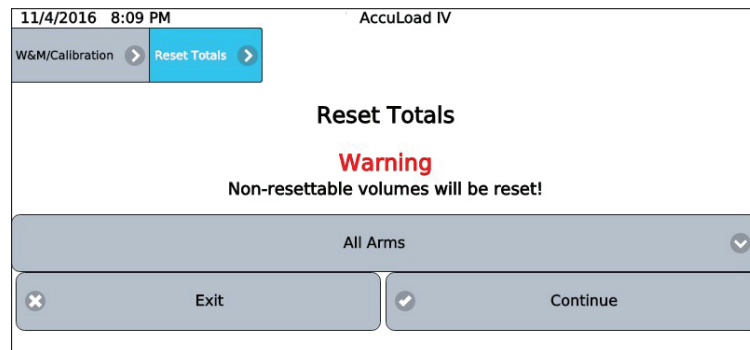 11/4/2016 8:09 PM AccuLoad IV
W&M/Calibration Reset Totals
Reset Totals
Warning
Non-resettable volumes will be reset!
All Arms
Exit Continue